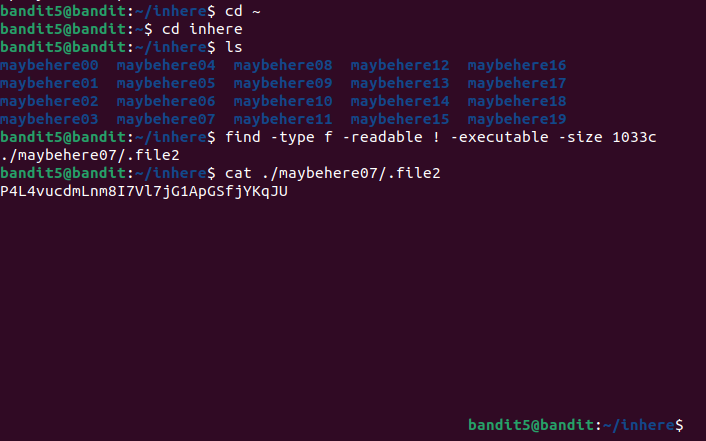 bandit5@bandit:~/inhere$ cd ~
bandit5@bandit:~$ cd inhere
bandit5@bandit:~/inhere$ ls
maybehere00  maybehere04  maybehere08  maybehere12  maybehere16
maybehere01  maybehere05  maybehere09  maybehere13  maybehere17
maybehere02  maybehere06  maybehere10  maybehere14  maybehere18
maybehere03  maybehere07  maybehere11  maybehere15  maybehere19
bandit5@bandit:~/inhere$ find -type f -readable ! -executable -size 1033c
./maybehere07/.file2
bandit5@bandit:~/inhere$ cat ./maybehere07/.file2
P4L4vucdmLnm8I7Vl7jG1ApGSfjYKqJU
bandit5@bandit:~/inhere$